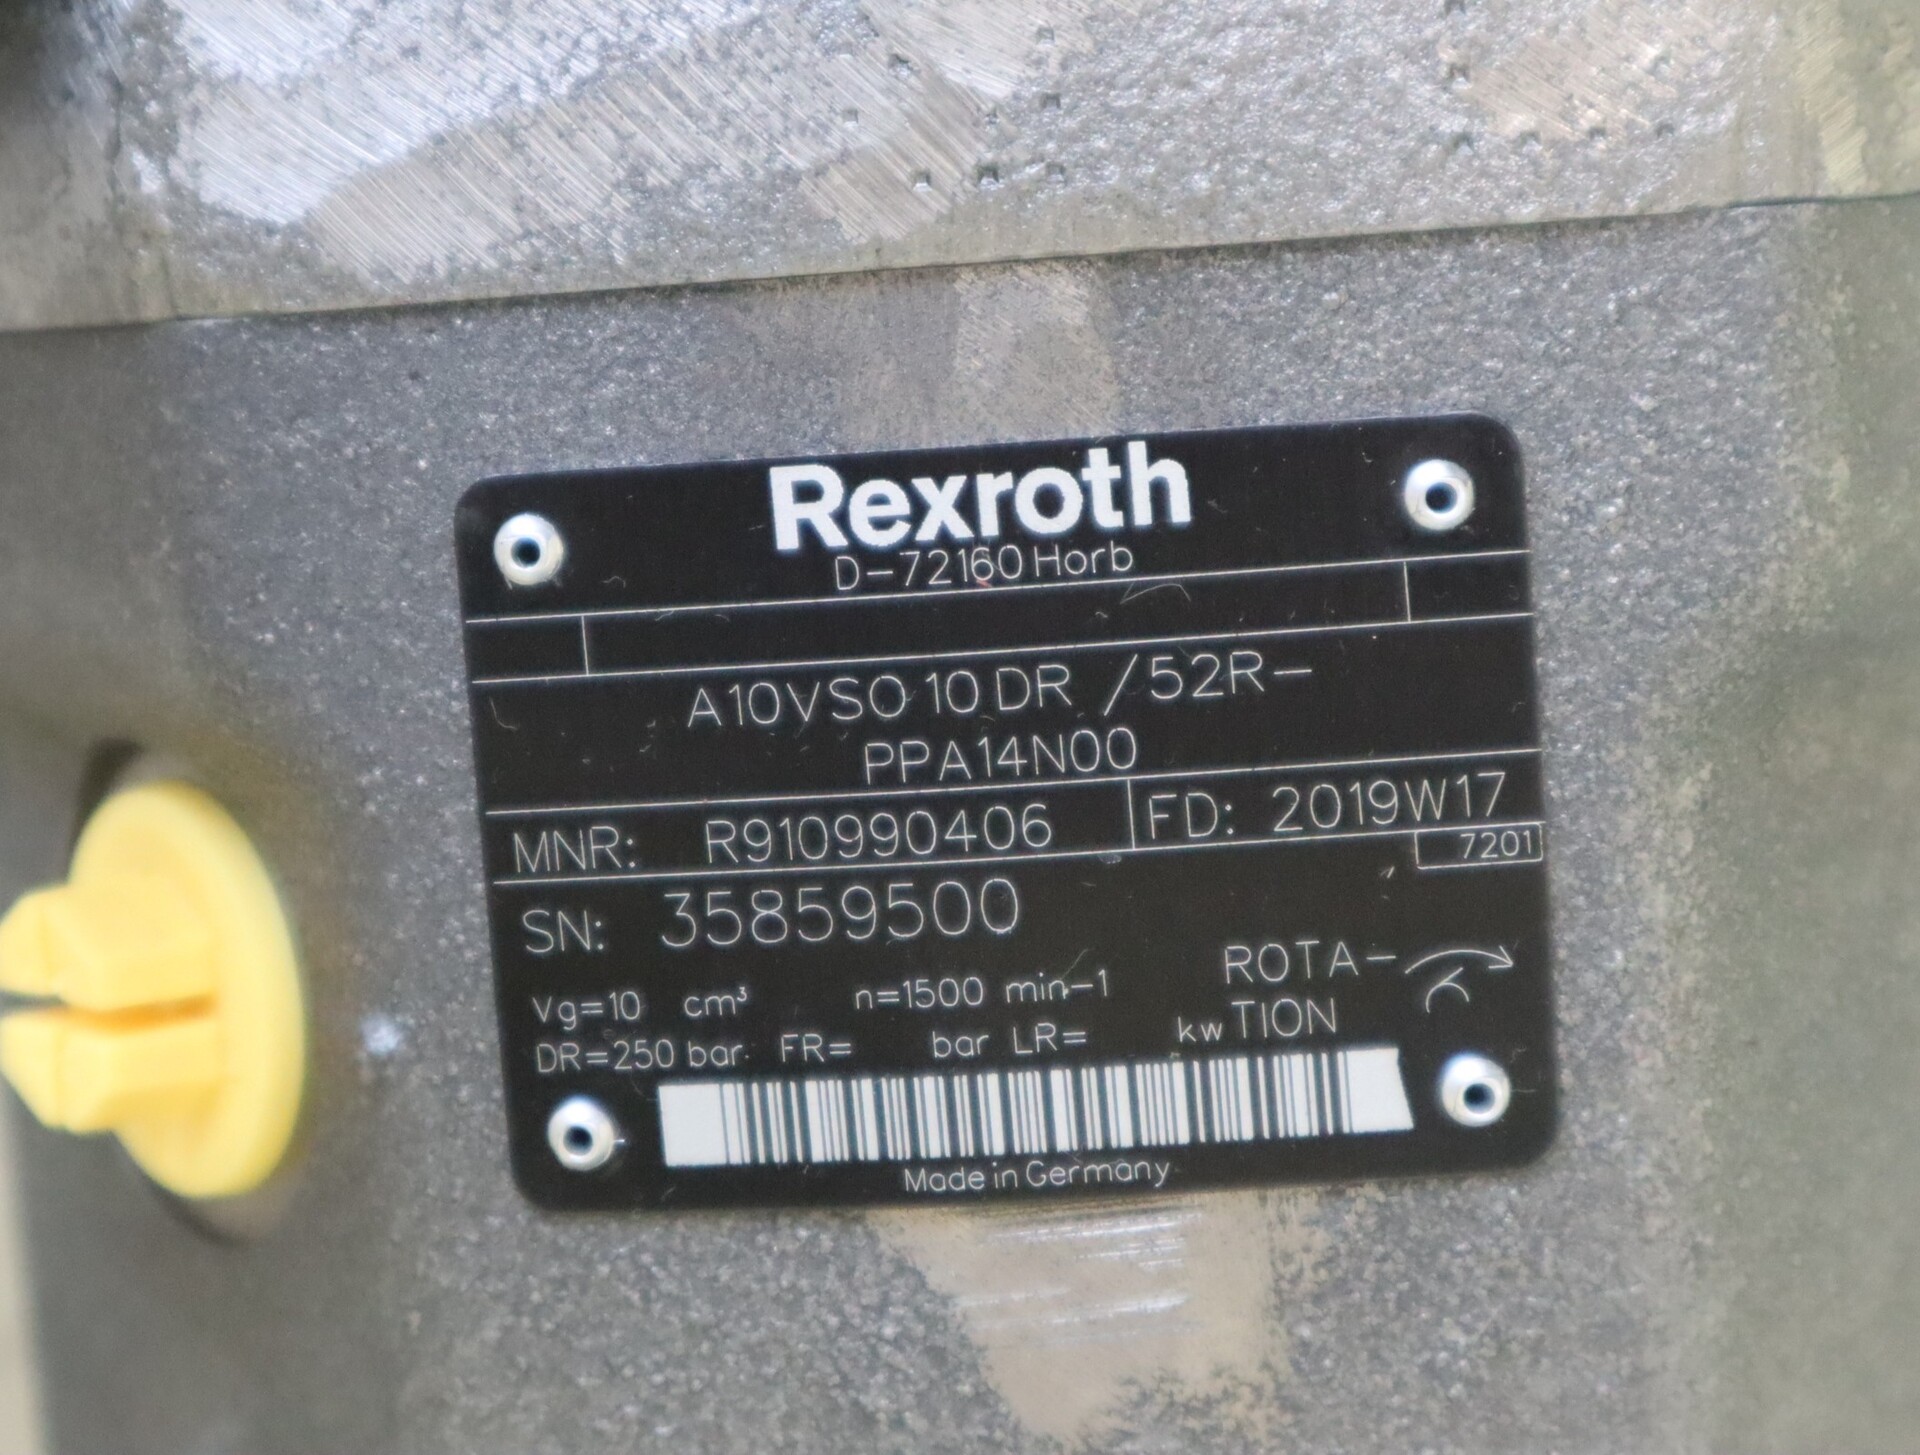 Rexroth
D-72160 Horb
A10VSO 10 DR /52R-
PPA14N00
MNR: R910990406 FD: 2019W17
7201
SN: 35859500
ROTA-
TION
Vg=10 cm³ n=1500 min-1
DR=250 bar FR= bar LR= kw
Made in Germany